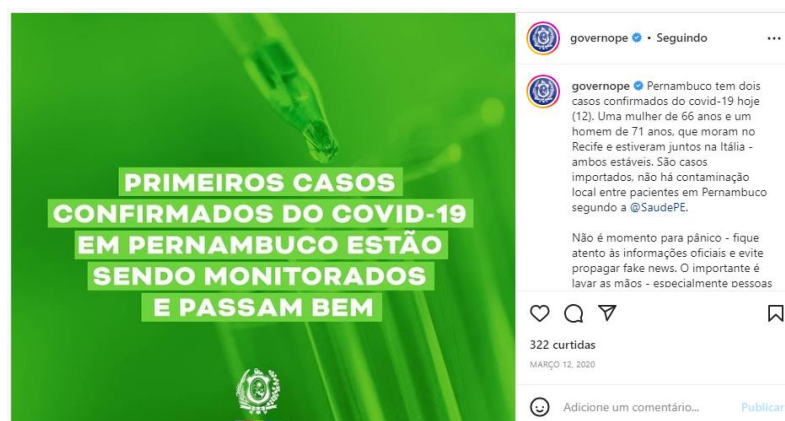 PRIMEIROS CASOS
CONFIRMADOS DO COVID-19
EM PERNAMBUCO ESTÃO
SENDO MONITORADOS
E PASSAM BEM
governope • Seguindo
governope Pernambuco tem dois
casos confirmados do covid-19 hoje
(12). Uma mulher de 66 anos e um
homem de 71 anos, que moram no
Recife e estiveram juntos na Itália -
ambos estáveis. São casos
importados, não há contaminação
local entre pacientes em Pernambuco
segundo a @SaudePE.
Não é momento para pânico - fique
atento às informações oficiais e evite
propagar fake news. O importante é
lavar as mãos - especialmente pessoas
322 curtidas
MARÇO 12, 2020
Adicione um comentário... Publicar